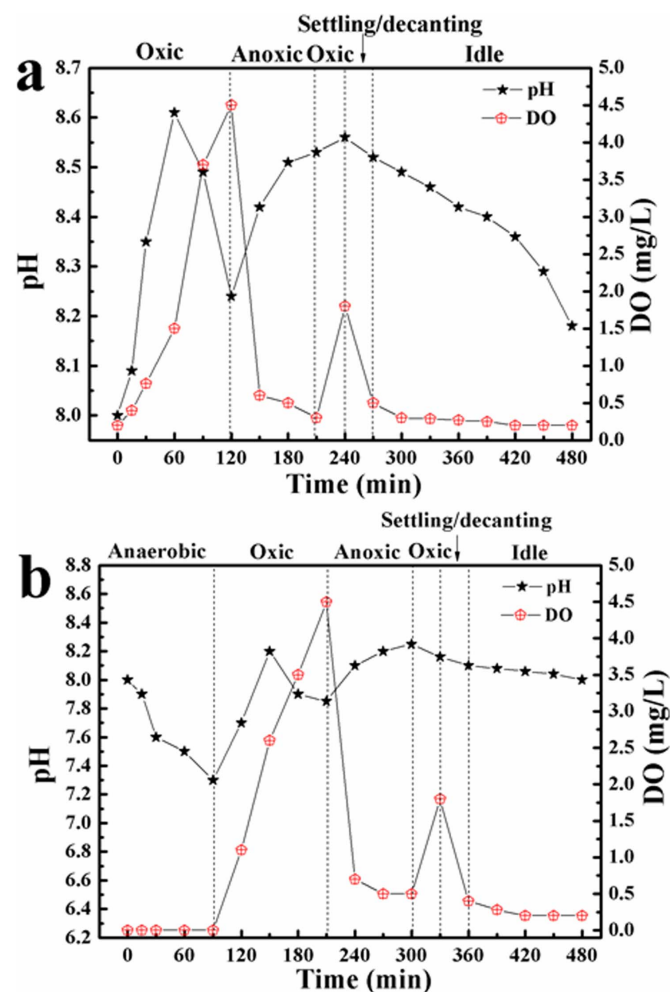 Settling/decanting
a
Oxic Anoxic Oxic Idle
8.7 5.0
pH
DO
4.5
8.6
4.0
8.5 3.5
8.4 3.0
pH 2.5 DO (mg/L)
8.3
2.0
8.2 1.5
8.1 1.0
0.5
8.0
0.0
0 60 120 180 240 300 360 420 480
Time (min)
Settling/decanting
b
Anaerobic Oxic Anoxic Oxic Idle
8.8 5.0
pH
DO
8.6
4.5
8.4
8.2 4.0
8.0 3.5
7.8 3.0
7.6
pH 2.5 DO (mg/L)
7.4
2.0
7.2
7.0 1.5
6.8 1.0
6.6
0.5
6.4
0.0
6.2
0 60 120 180 240 300 360 420 480
Time (min)